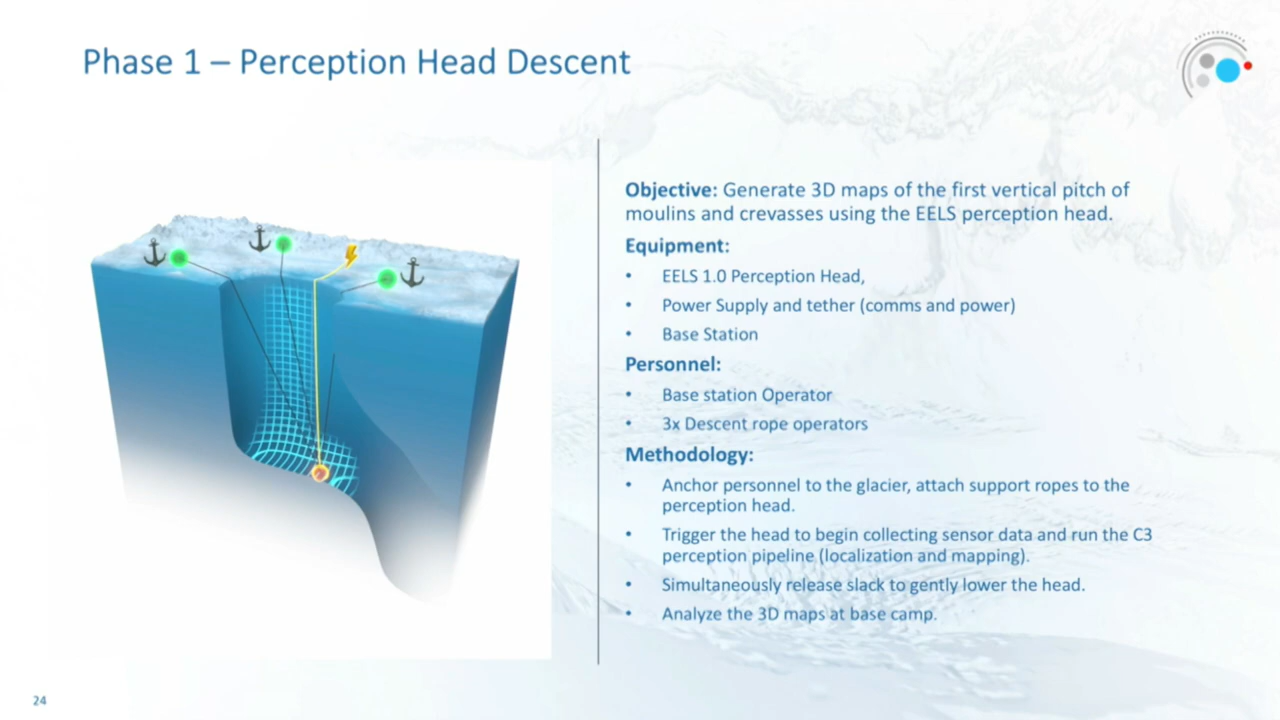 Phase 1 – Perception Head Descent
Objective: Generate 3D maps of the first vertical pitch of
moulins and crevasses using the EELS perception head.
Equipment:
• EELS 1.0 Perception Head,
• Power Supply and tether (comms and power)
• Base Station
Personnel:
• Base station Operator
• 3x Descent rope operators
Methodology:
• Anchor personnel to the glacier, attach support ropes to the
perception head.
• Trigger the head to begin collecting sensor data and run the C3
perception pipeline (localization and mapping).
• Simultaneously release slack to gently lower the head.
• Analyze the 3D maps at base camp.
24